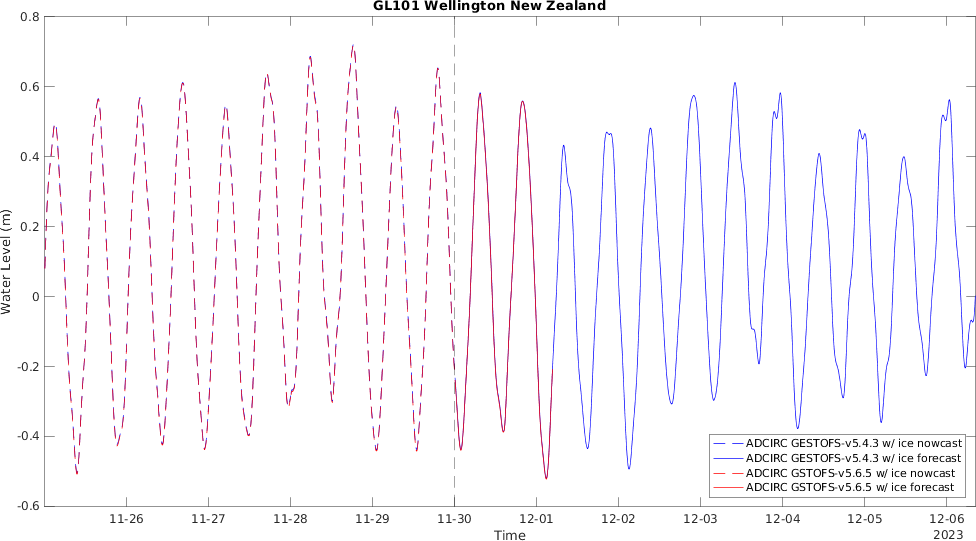 GL101 Wellington New Zealand
Water Level (m)
0.8
0.6
0.4
0.2
0
-0.2
-0.4
-0.6
ADCIRC GESTOFS-v5.4.3 w/ ice nowcast
ADCIRC GESTOFS-v5.4.3 w/ ice forecast
ADCIRC GSTOFS-v5.6.5 w/ ice nowcast
ADCIRC GSTOFS-v5.6.5 w/ ice forecast
11-26 11-27 11-28 11-29 11-30 12-01 12-02 12-03 12-04 12-05 12-06
Time
2023